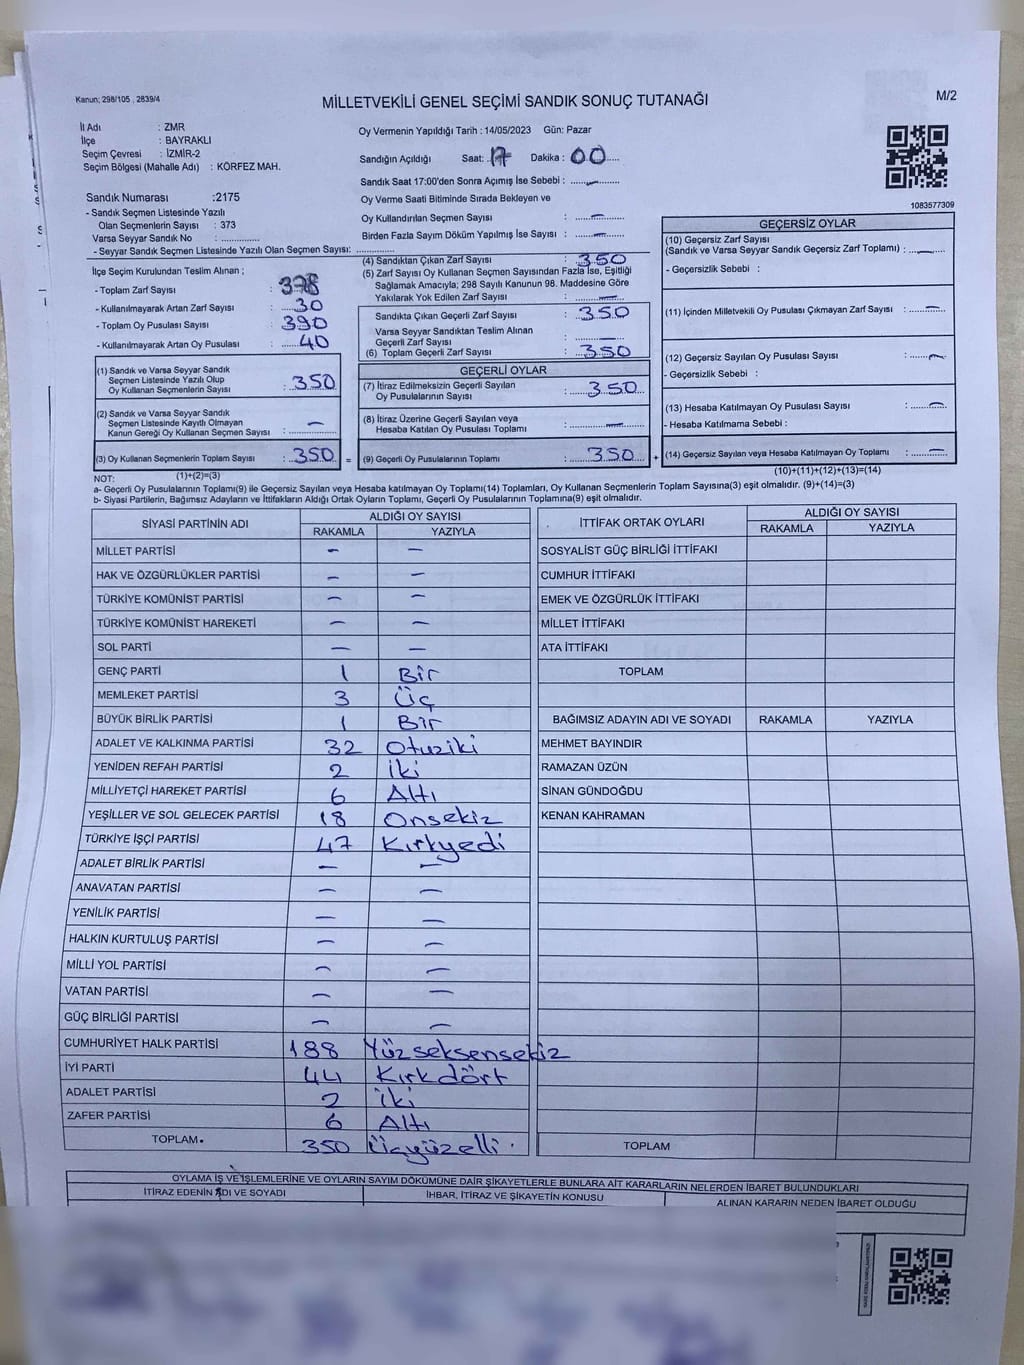 Kanun; 298/105 , 2839/4
MİLLETVEKİLİ GENEL SEÇİMİ SANDIK SONUÇ TUTANAĞI
M/2
İl Adı : ZMR
İlçe : BAYRAKLI
Seçim Çevresi : İZMİR-2
Seçim Bölgesi (Mahalle Adı) : KÖRFEZ MAH.
Oy Vermenin Yapıldığı Tarih : 14/05/2023 Gün: Pazar
Sandığın Açıldığı Saat: 17 Dakika : 00
Sandık Saat 17:00'den Sonra Açımış İse Sebebi : —
Oy Verme Saati Bitiminde Sırada Bekleyen ve
Oy Kullandırılan Seçmen Sayısı : —
Birden Fazla Sayım Döküm Yapılmış İse Sayısı : —
1083577309
Sandık Numarası :2175
- Sandık Seçmen Listesinde Yazılı
Olan Seçmenlerin Sayısı : 373
Varsa Seyyar Sandık No :
- Seyyar Sandık Seçmen Listesinde Yazılı Olan Seçmen Sayısı:
İlçe Seçim Kurulundan Teslim Alınan ;
- Toplam Zarf Sayısı :
- Kullanılmayarak Artan Zarf Sayısı : 30
- Toplam Oy Pusulası Sayısı : 390
- Kullanılmayarak Artan Oy Pusulası : 40
(1) Sandık ve Varsa Seyyar Sandık
Seçmen Listesinde Yazılı Olup
Oy Kullanan Seçmenlerin Sayısı : 350
(2) Sandık ve Varsa Seyyar Sandık
Seçmen Listesinde Kayıtlı Olmayan
Kanun Gereği Oy Kullanan Seçmen Sayısı : —
(3) Oy Kullanan Seçmenlerin Toplam Sayısı : 350 =
(1)+(2)=(3)
(4) Sandıktan Çıkan Zarf Sayısı : 350
(5) Zarf Sayısı Oy Kullanan Seçmen Sayısından Fazla İse, Eşitliği
Sağlamak Amacıyla; 298 Sayılı Kanunun 98. Maddesine Göre
Yakılarak Yok Edilen Zarf Sayısı : —
Sandıkta Çıkan Geçerli Zarf Sayısı : 350
Varsa Seyyar Sandıktan Teslim Alınan
Geçerli Zarf Sayısı : —
(6) Toplam Geçerli Zarf Sayısı : 350
GEÇERLİ OYLAR
(7) İtiraz Edilmeksizin Geçerli Sayılan
Oy Pusulalarının Sayısı : 350
(8) İtiraz Üzerine Geçerli Sayılan veya
Hesaba Katılan Oy Pusulası Toplamı : —
(9) Geçerli Oy Pusulalarının Toplamı : 350 +
GEÇERSİZ OYLAR
(10) Geçersiz Zarf Sayısı
(Sandık ve Varsa Seyyar Sandık Geçersiz Zarf Toplamı) : —
- Geçersizlik Sebebi :
(11) İçinden Milletvekili Oy Pusulası Çıkmayan Zarf Sayısı : —
(12) Geçersiz Sayılan Oy Pusulası Sayısı : —
- Geçersizlik Sebebi :
(13) Hesaba Katılmayan Oy Pusulası Sayısı : —
- Hesaba Katılmama Sebebi :
(14) Geçersiz Sayılan veya Hesaba Katılmayan Oy Toplamı : —
(10)+(11)+(12)+(13)=(14)
NOT:
a- Geçerli Oy Pusulalarının Toplamı(9) ile Geçersiz Sayılan veya Hesaba Katılmayan Oy Toplamı(14) Toplamları, Oy Kullanan Seçmenlerin Toplam Sayısına(3) eşit olmalıdır. (9)+(14)=(3)
b- Siyasi Partilerin, Bağımsız Adayların ve İttifakların Aldığı Ortak Oyların Toplamı, Geçerli Oy Pusulalarının Toplamına(9) eşit olmalıdır.
SİYASİ PARTİNİN ADI ALDIĞI OY SAYISI
RAKAMLA YAZIYLA
MİLLET PARTİSİ — —
HAK VE ÖZGÜRLÜKLER PARTİSİ — —
TÜRKİYE KOMÜNİST PARTİSİ — —
TÜRKİYE KOMÜNİST HAREKETİ — —
SOL PARTİ — —
GENÇ PARTİ 1 Bir
MEMLEKET PARTİSİ 3 Üç
BÜYÜK BİRLİK PARTİSİ 1 Bir
ADALET VE KALKINMA PARTİSİ 32 Otuziki
YENİDEN REFAH PARTİSİ 2 İki
MİLLİYETÇİ HAREKET PARTİSİ 6 Altı
YEŞİLLER VE SOL GELECEK PARTİSİ 18 Onsekiz
TÜRKİYE İŞÇİ PARTİSİ 47 Kırkyedi
ADALET BİRLİK PARTİSİ — —
ANAVATAN PARTİSİ — —
YENİLİK PARTİSİ — —
HALKIN KURTULUŞ PARTİSİ — —
MİLLİ YOL PARTİSİ — —
VATAN PARTİSİ — —
GÜÇ BİRLİĞİ PARTİSİ — —
CUMHURİYET HALK PARTİSİ 188 Yüzseksensekiz
İYİ PARTİ 44 Kırkdört
ADALET PARTİSİ 2 İki
ZAFER PARTİSİ 6 Altı
TOPLAM 350 Üçyüzelli
İTTİFAK ORTAK OYLARI ALDIĞI OY SAYISI
RAKAMLA YAZIYLA
SOSYALİST GÜÇ BİRLİĞİ İTTİFAKI
CUMHUR İTTİFAKI
EMEK VE ÖZGÜRLÜK İTTİFAKI
MİLLET İTTİFAKI
ATA İTTİFAKI
TOPLAM
BAĞIMSIZ ADAYIN ADI VE SOYADI RAKAMLA YAZIYLA
MEHMET BAYINDIR
RAMAZAN ÜZÜN
SİNAN GÜNDOĞDU
KENAN KAHRAMAN
TOPLAM
OYLAMA İŞ VE İŞLEMLERİNE VE OYLARIN SAYIM DÖKÜMÜNE DAİR ŞİKAYETLERLE BUNLARA AİT KARARLARIN NELERDEN İBARET BULUNDUKLARI
İTİRAZ EDENİN ADI VE SOYADI İHBAR, İTİRAZ VE ŞİKAYETİN KONUSU ALINAN KARARIN NEDEN İBARET OLDUĞU